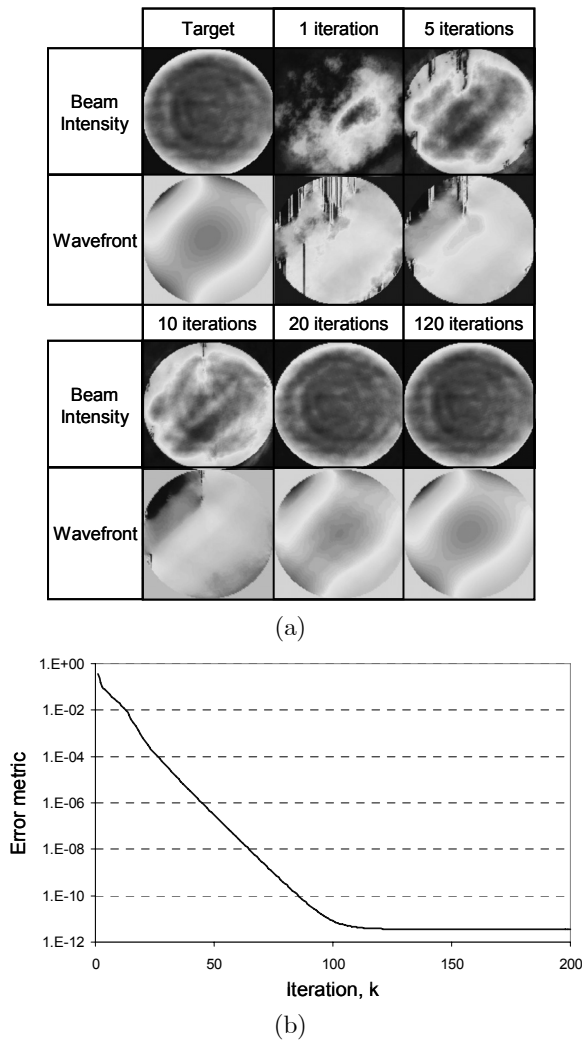 Target 1 iteration 5 iterations
Beam
Intensity
Wavefront
10 iterations 20 iterations 120 iterations
Beam
Intensity
Wavefront
(a)
1.E+00
1.E-02
1.E-04
1.E-06
1.E-08
1.E-10
1.E-12
Error metric
0 50 100 150 200
Iteration, k
(b)